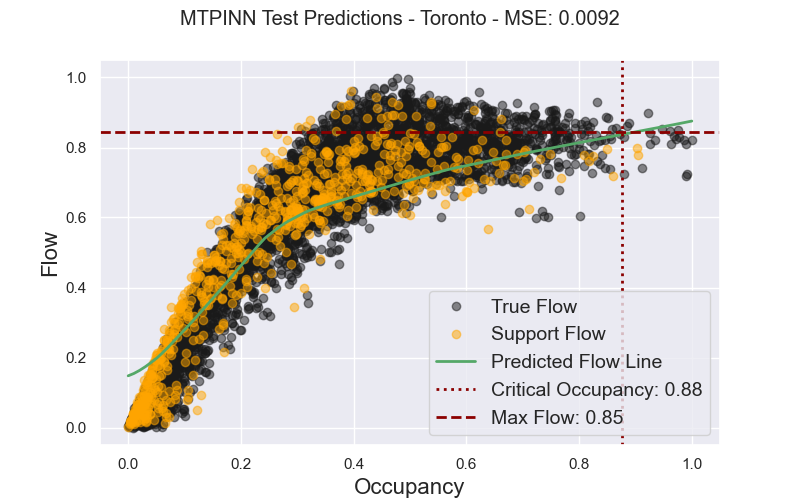 MTPINN Test Predictions - Toronto - MSE: 0.0092
1.0
0.8
0.6
0.4
0.2
0.0
Flow
True Flow
Support Flow
Predicted Flow Line
Critical Occupancy: 0.88
Max Flow: 0.85
0.0 0.2 0.4 0.6 0.8 1.0
Occupancy